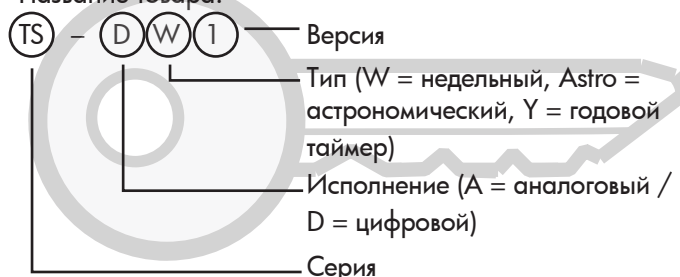 Название товара:
TS – D W 1
Версия
Тип (W = недельный, Astro =
астрономический, Y = годовой
таймер)
Исполнение (A = аналоговый /
D = цифровой)
Серия